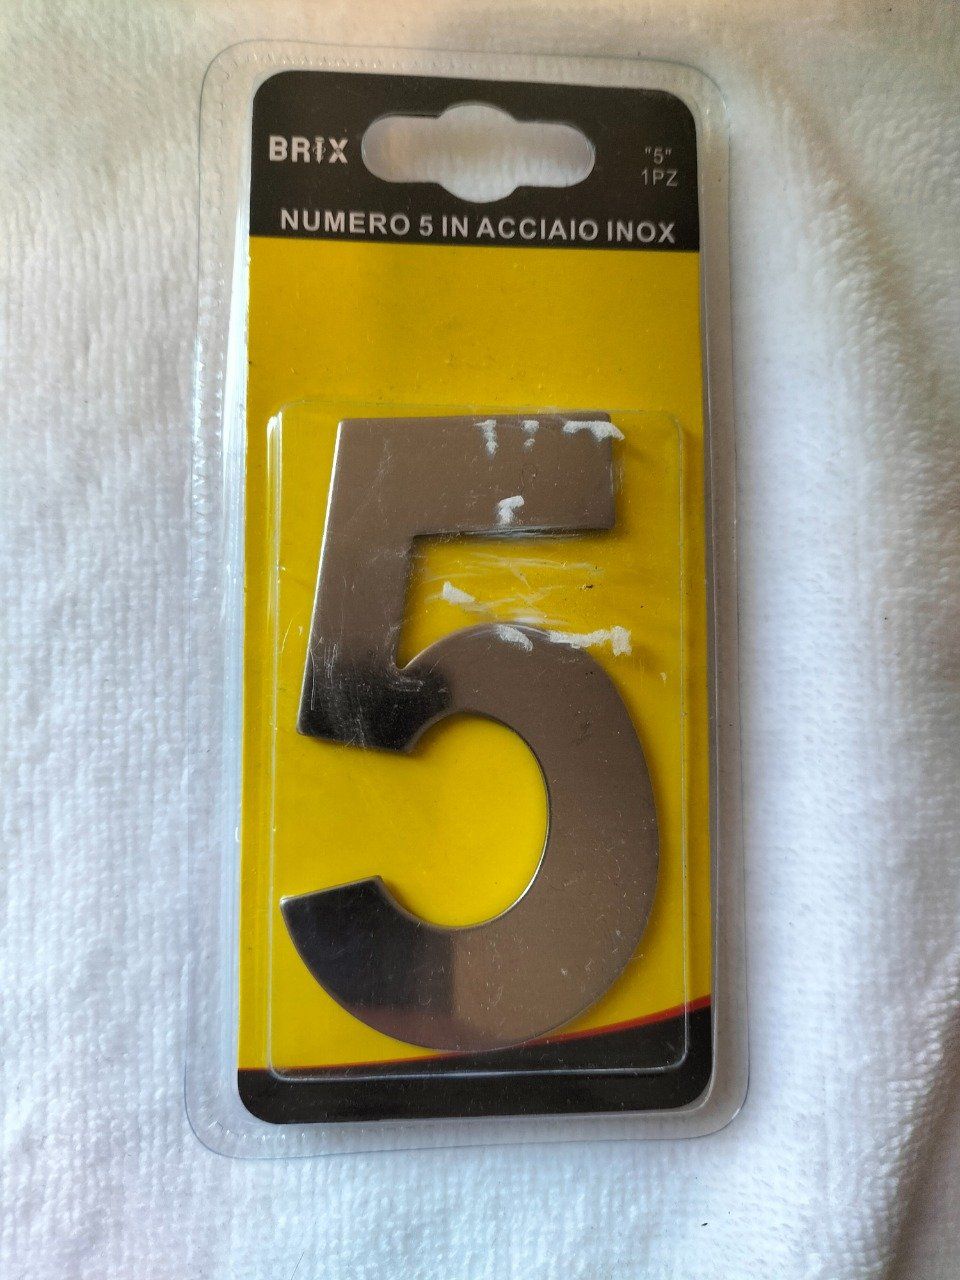 BRIX
"5"
1PZ
NUMERO 5 IN ACCIAIO INOX
5